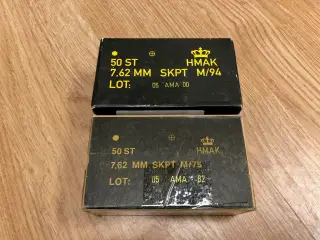 50 ST HMAK
7.62 MM SKPT M/94
LOT: 05 AMA 00
50 ST HMAK
7,62 MM SKPT M/75
LOT: 05 AMA 82